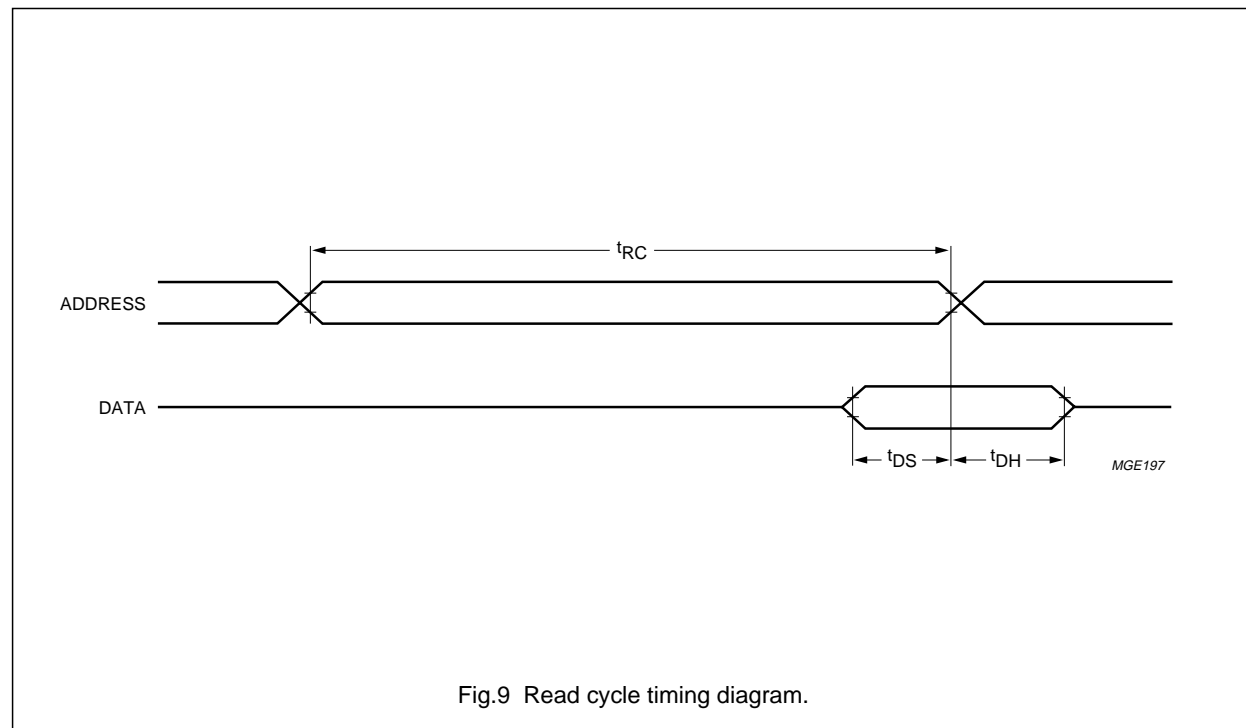 tRC
ADDRESS
DATA
tDS
tDH
MGE197
Fig.9 Read cycle timing diagram.